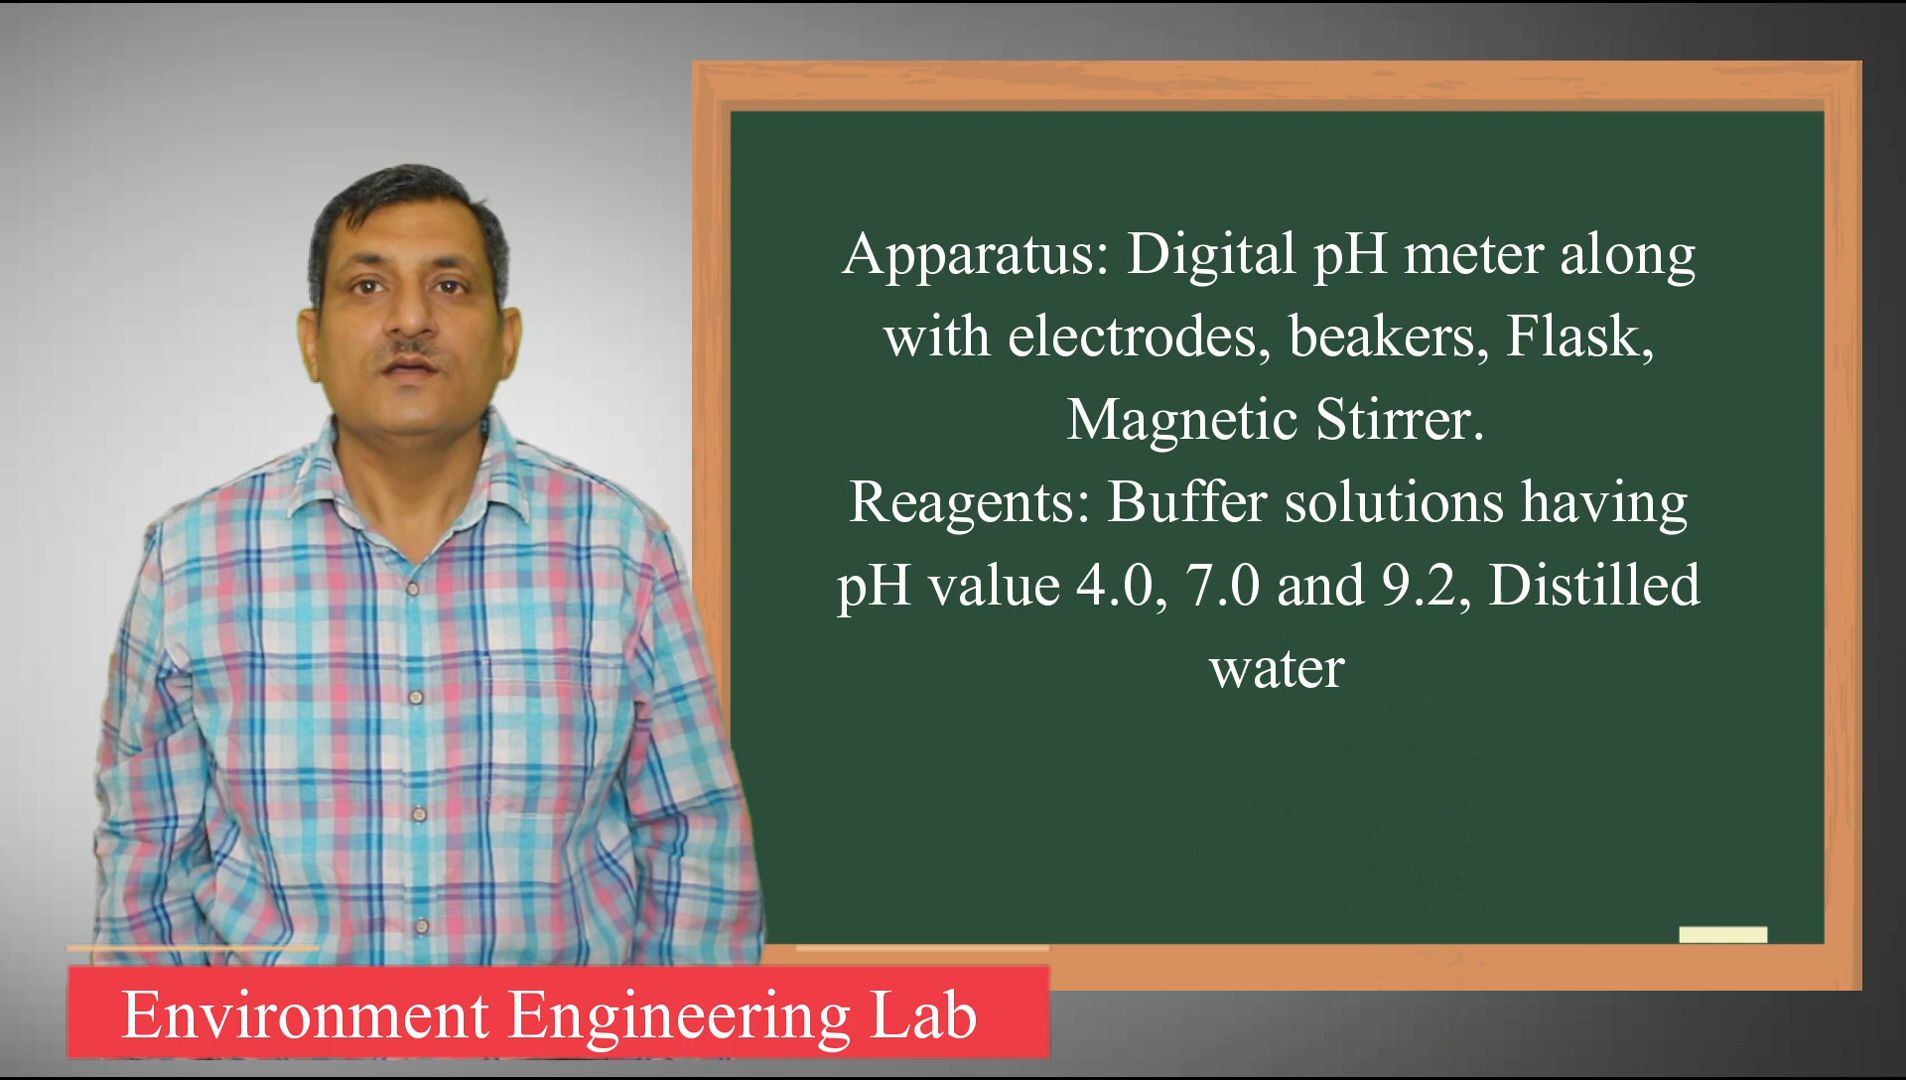 Apparatus: Digital pH meter along
with electrodes, beakers, Flask,
Magnetic Stirrer.
Reagents: Buffer solutions having
pH value 4.0, 7.0 and 9.2, Distilled
water
Environment Engineering Lab